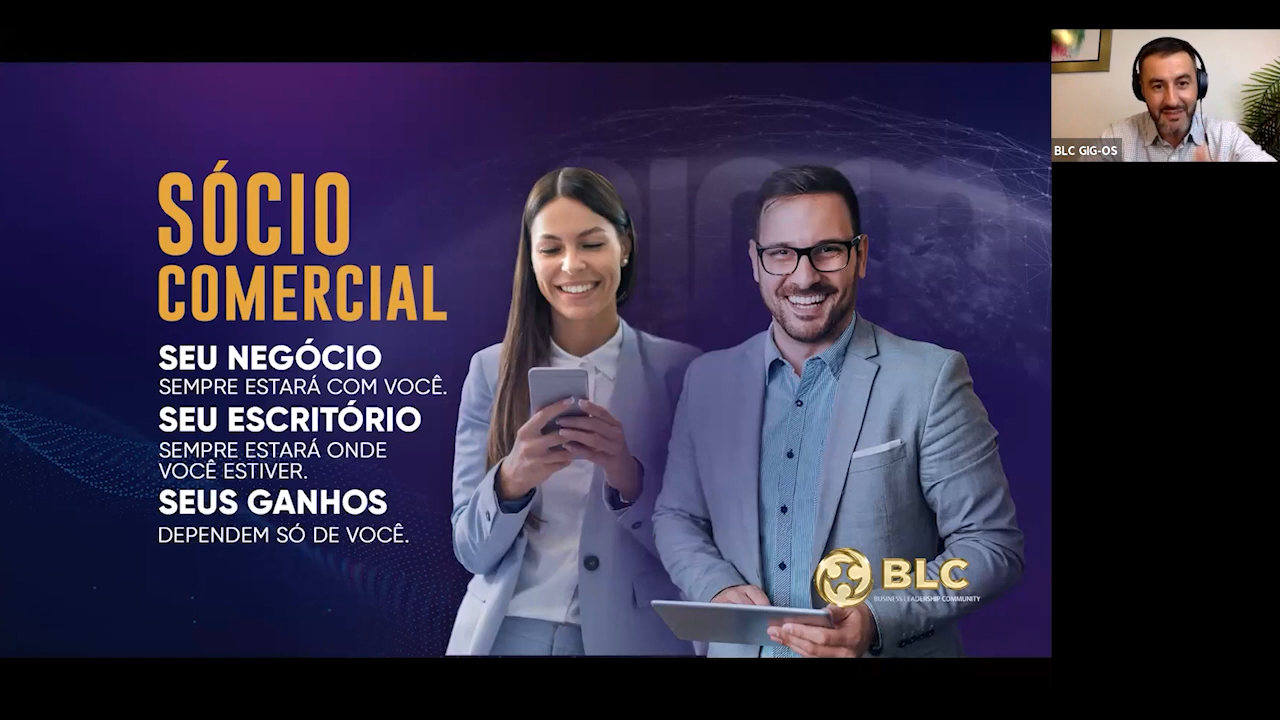 SÓCIO
COMERCIAL
SEU NEGÓCIO
SEMPRE ESTARÁ COM VOCÊ.
SEU ESCRITÓRIO
SEMPRE ESTARÁ ONDE
VOCÊ ESTIVER.
SEUS GANHOS
DEPENDEM SÓ DE VOCÊ.
BLC
BUSINESS LEADERSHIP COMMUNITY
BLC GIG-OS